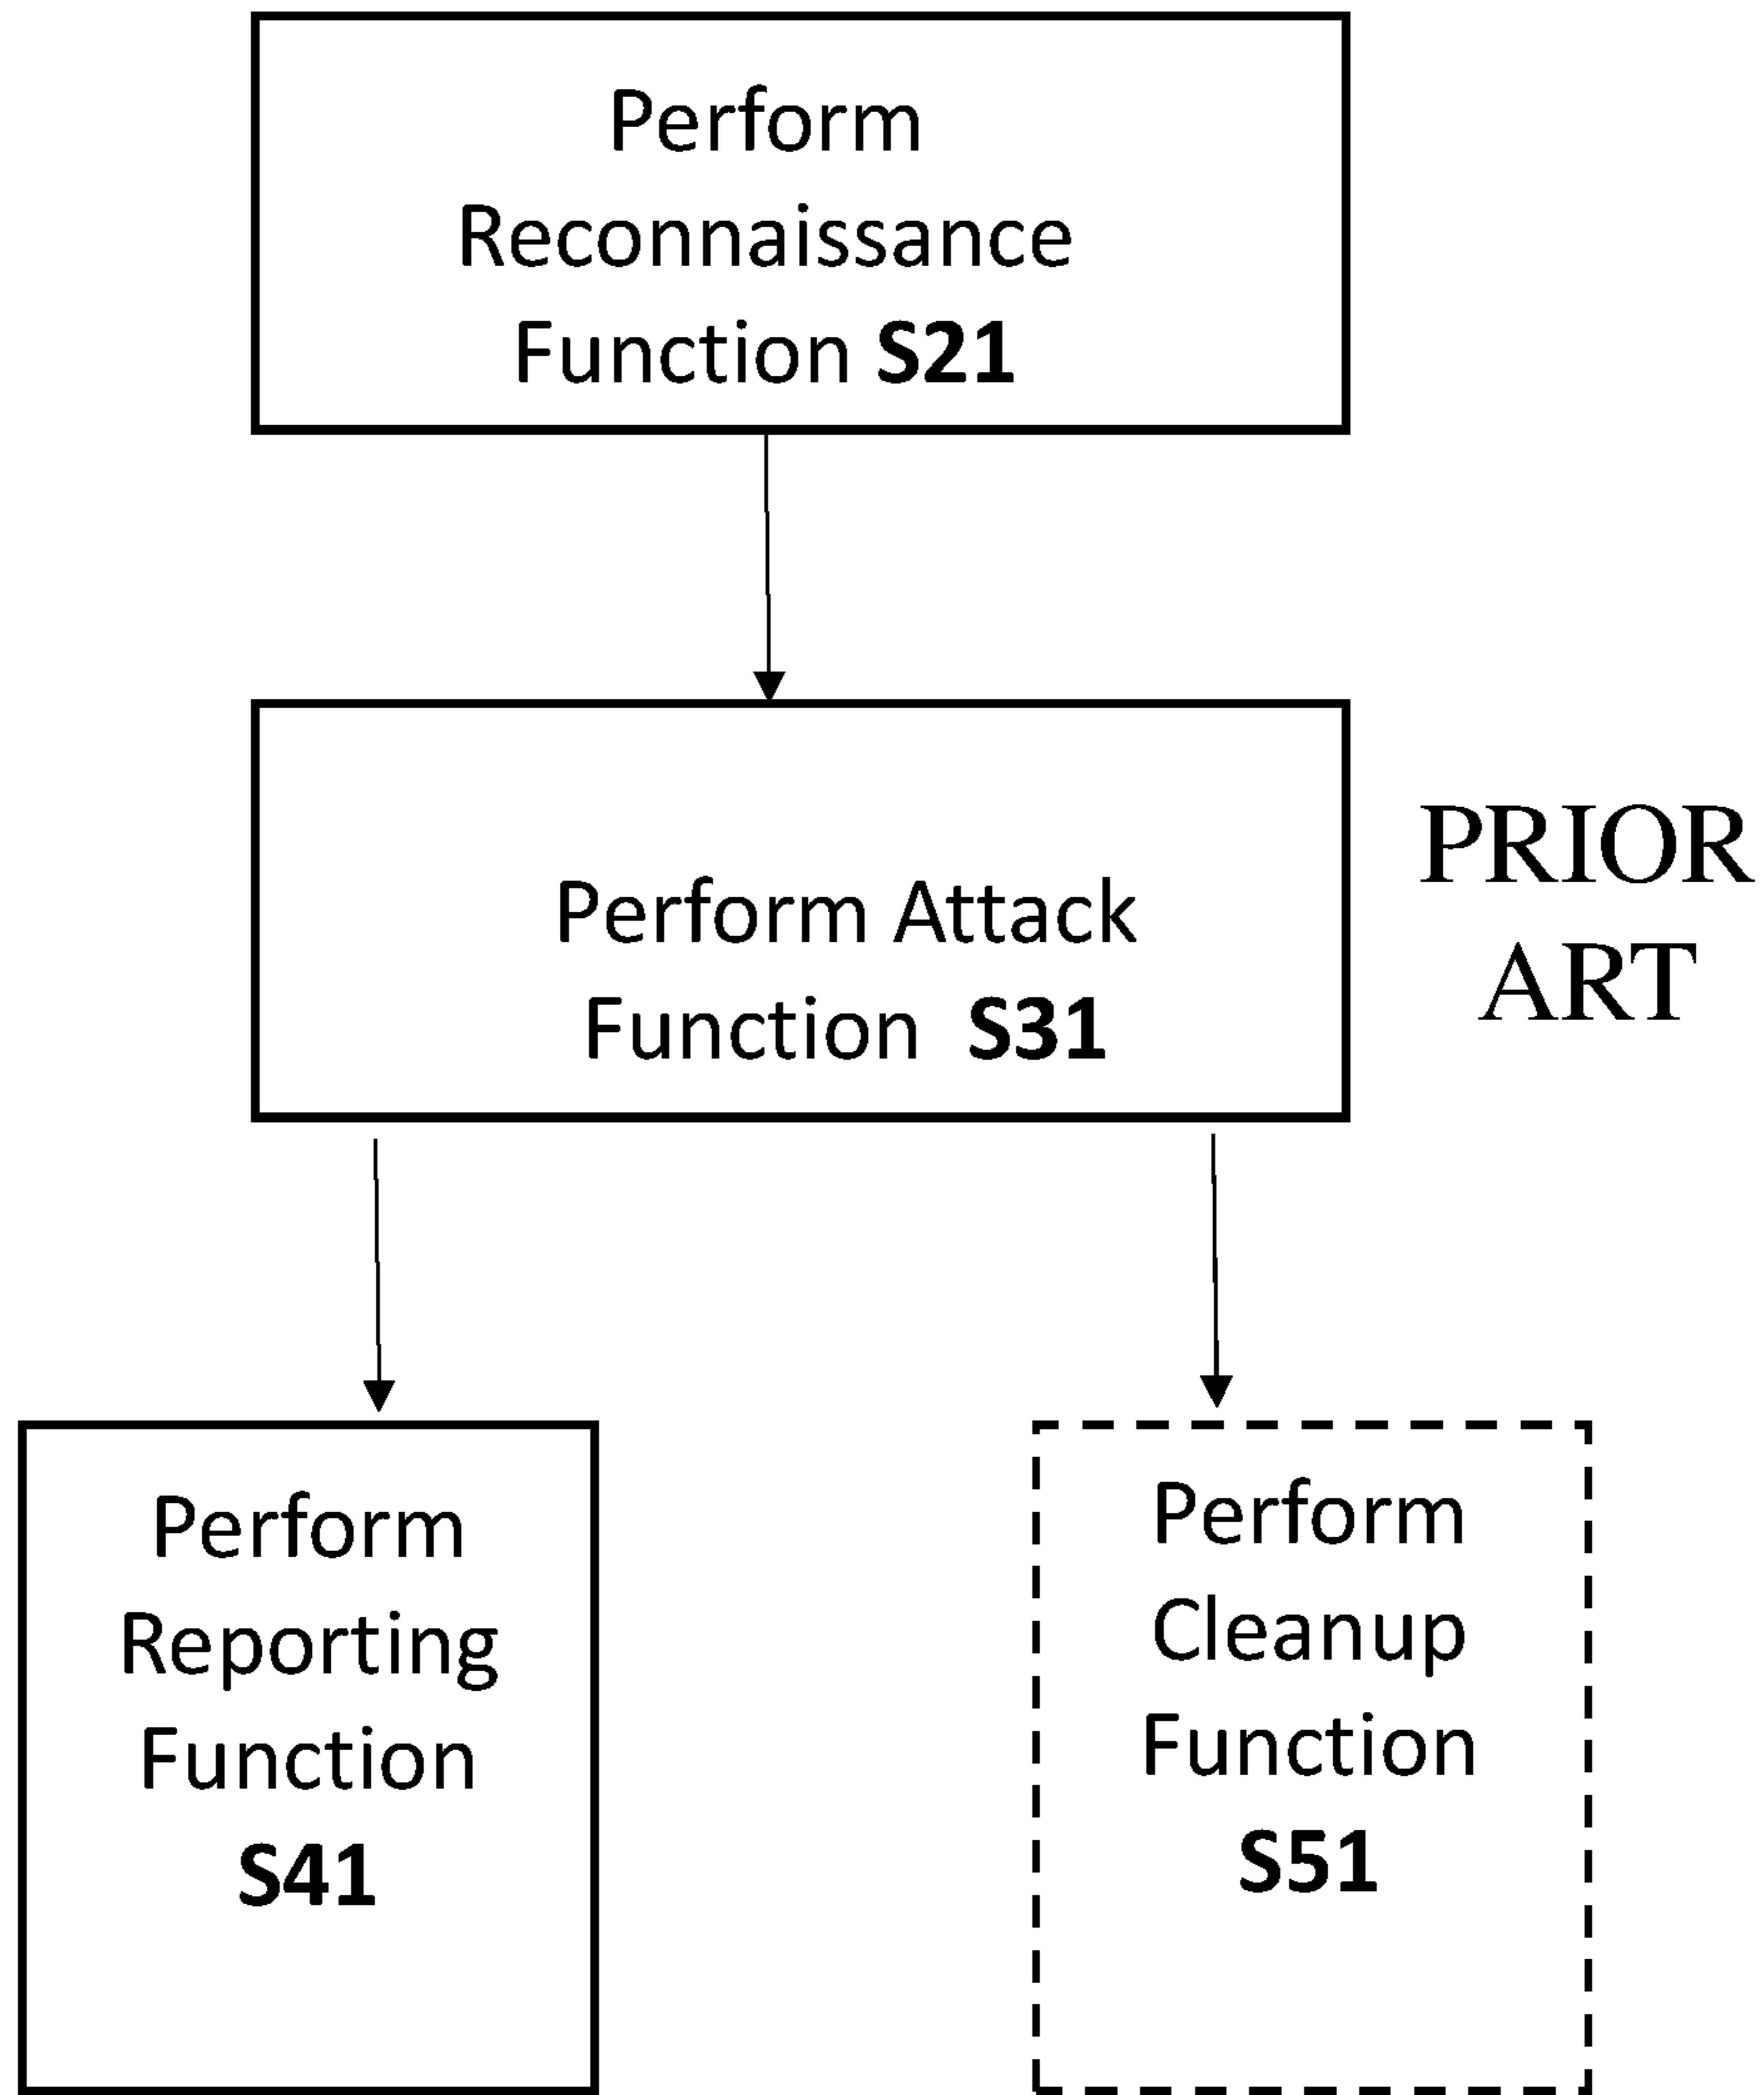 Perform
Reconnaissance
Function S21
Perform Attack
Function S31
PRIOR
ART
Perform
Reporting
Function
S41
Perform
Cleanup
Function
S51